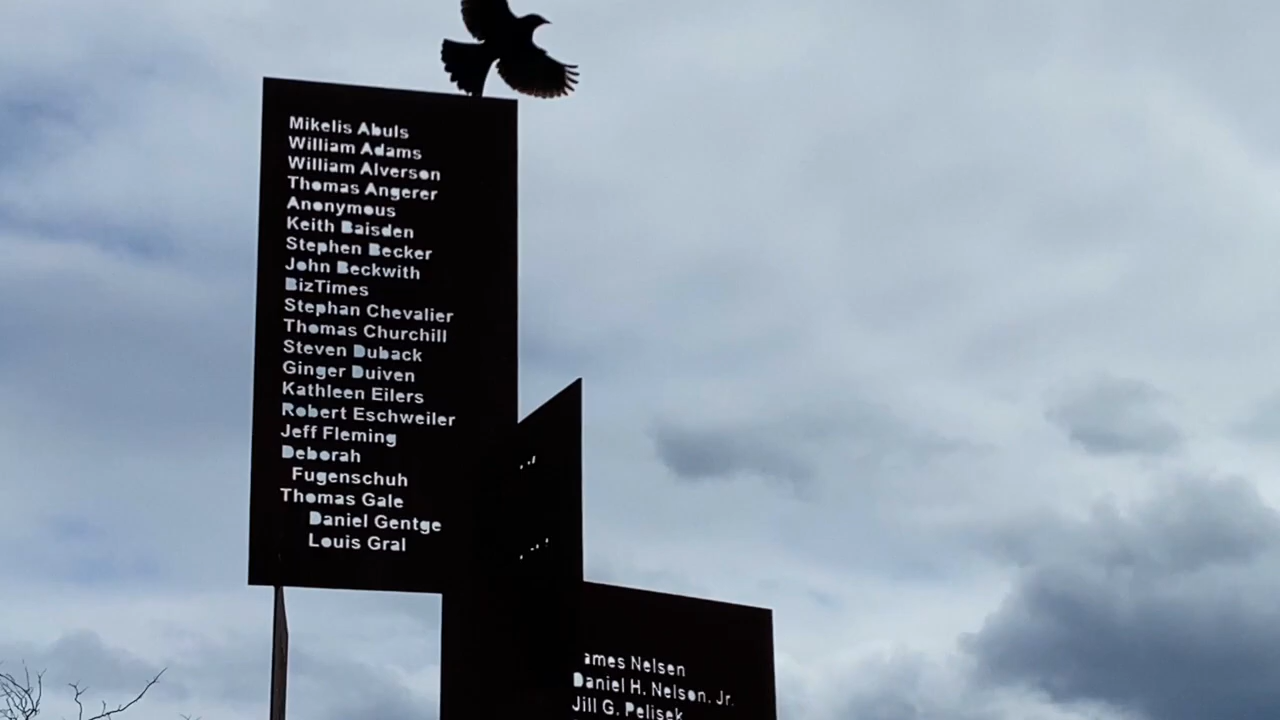 Mikelis Abuls
William Adams
William Alverson
Thomas Angerer
Anonymous
Keith Baisden
Stephen Becker
John Beckwith
BizTimes
Stephan Chevalier
Thomas Churchill
Steven Duback
Ginger Duiven
Kathleen Eilers
Robert Eschweiler
Jeff Fleming
Deborah
Fugenschuh
Thomas Gale
Daniel Gentge
Louis Gral
ames Nelsen
Daniel H. Nelson, Jr.
Jill G. Pelisek